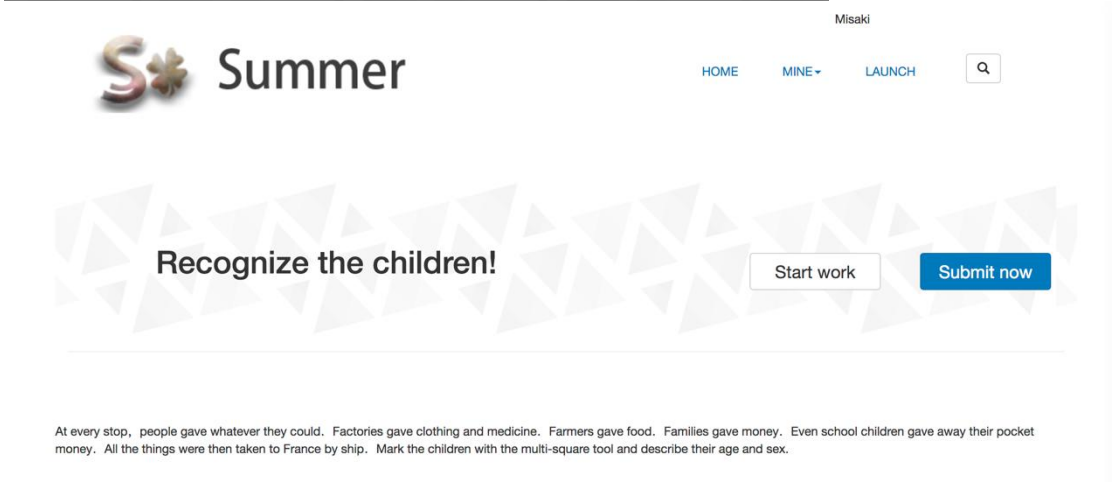 Misaki
S Summer
HOME MINE LAUNCH
Recognize the children!
Start work Submit now
At every stop, people gave whatever they could. Factories gave clothing and medicine. Farmers gave food. Families gave money. Even school children gave away their pocket
money. All the things were then taken to France by ship. Mark the children with the multi-square tool and describe their age and sex.